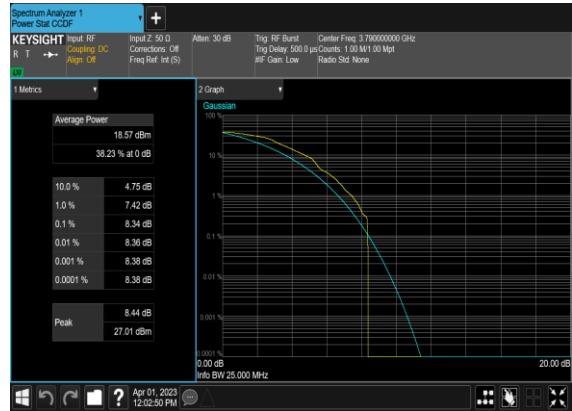 Spectrum Analyzer 1
Power Stat CCDF
KEYSIGHT
R T
Input: RF
Coupling: DC
Align: Off
Input Z: 50 Ω
Corrections: Off
Freq Ref: Int (S)
Atten: 30 dB
Trig: RF Burst
Trig Delay: 500.0 µs
#IF Gain: Low
Center Freq: 3.790000000 GHz
Counts: 1.00 M/1.00 Mpt
Radio Std: None
1 Metrics
Average Power
18.57 dBm
38.23 % at 0 dB
10.0 % 4.75 dB
1.0 % 7.42 dB
0.1 % 8.34 dB
0.01 % 8.36 dB
0.001 % 8.38 dB
0.0001 % 8.38 dB
Peak
8.44 dB
27.01 dBm
2 Graph
Gaussian
100 %
10 %
1 %
0.1 %
0.01 %
0.001 %
0.0001 %
0.00 dB 20.00 dB
Info BW 25.000 MHz
Apr 01, 2023
12:02:50 PM